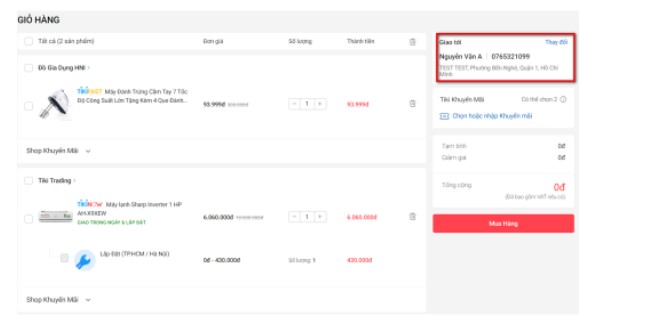 GIỎ HÀNG
Tất cả (2 sản phẩm) Đơn giá Số lượng Thành tiền
Đồ Gia Dụng HNI
TIKIFAST Máy Đánh Trứng Cầm Tay 7 Tốc
Độ Công Suất Lớn Tặng Kèm 4 Que Đánh...
93.999đ - 1 + 93.999đ
Shop Khuyến Mãi
Tiki Trading
TIKINOW Máy lạnh Sharp Inverter 1 HP
AH-X9XEW
GIAO TRONG NGÀY & LẮP ĐẶT
6.060.000đ - 1 + 6.060.000đ
Lắp Đặt (TPHCM / Hà Nội) 0đ - 430.000đ Số lượng 1 430.000đ
Shop Khuyến Mãi
Giao tới Thay đổi
Nguyễn Văn A 0765321099
TEST TEST, Phường Bến Nghé, Quận 1, Hồ Chí
Minh
Tiki Khuyến Mãi Có thể chọn 2
Chọn hoặc nhập Khuyến mãi
Tạm tính 0đ
Giảm giá 0đ
Tổng cộng 0đ
(Đã bao gồm VAT nếu có)
Mua Hàng